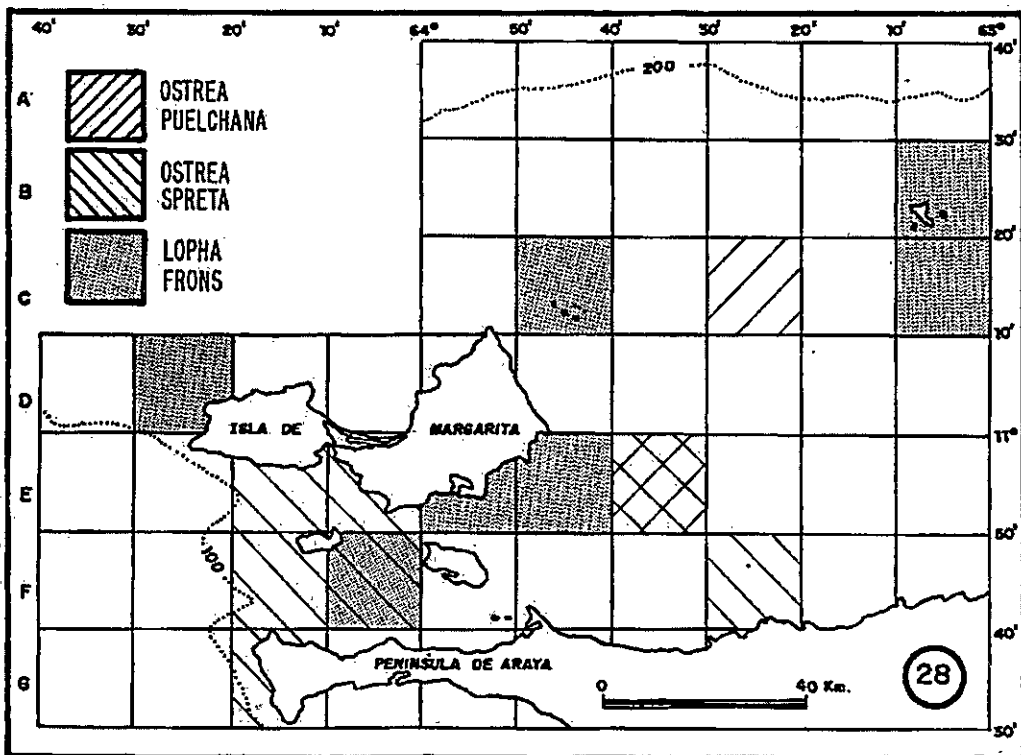 40' 30' 20' 10' 64° 50' 40' 30' 20' 10' 63°
40'
A
OSTREA
PUELCHANA
200
30'
B
OSTREA
SPRETA
20'
C
LOPHA
FRONS
10'
D
ISLA DE MARGARITA
11°
E
50'
100
F
40'
G
PENINSULA DE ARAYA
0 40 Km.
28
30'